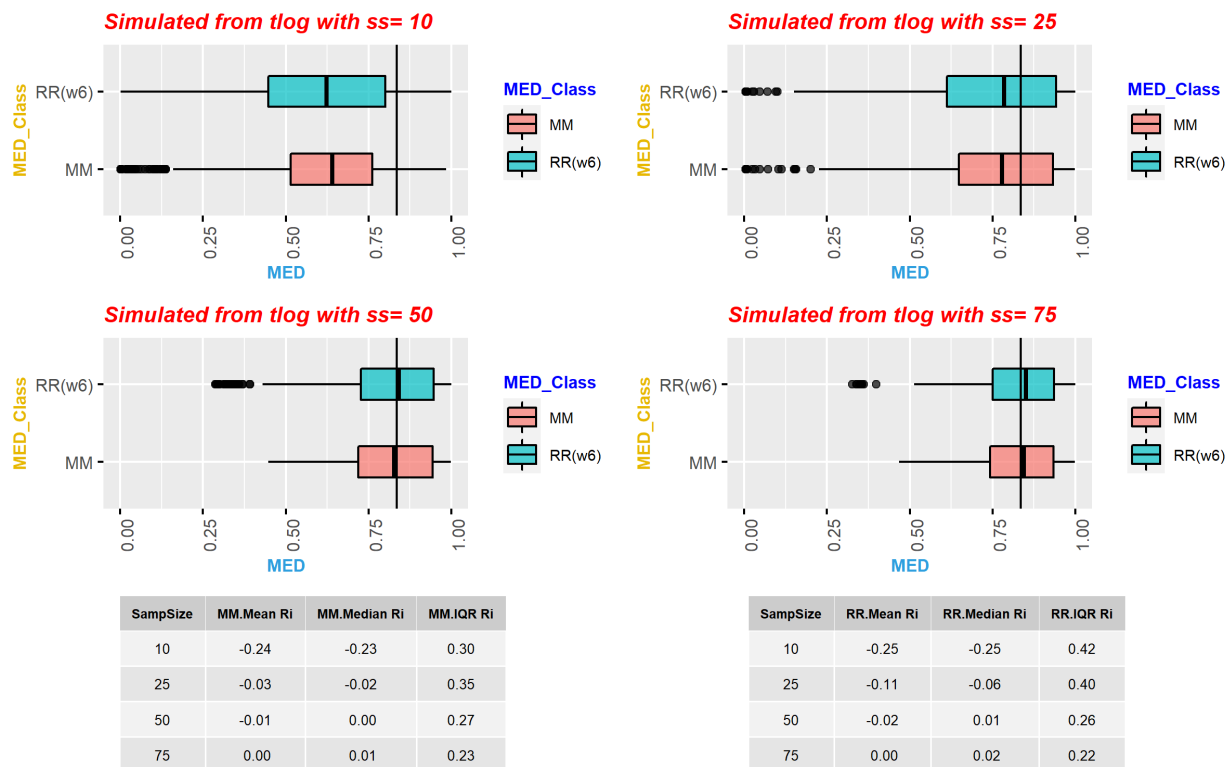 Simulated from tlog with ss= 10
MED_Class
RR(w6)
MM
0.00
0.25
0.50
0.75
1.00
MED
MED_Class
MM
RR(w6)
Simulated from tlog with ss= 25
MED_Class
RR(w6)
MM
0.00
0.25
0.50
0.75
1.00
MED
MED_Class
MM
RR(w6)
Simulated from tlog with ss= 50
MED_Class
RR(w6)
MM
0.00
0.25
0.50
0.75
1.00
MED
MED_Class
MM
RR(w6)
Simulated from tlog with ss= 75
MED_Class
RR(w6)
MM
0.00
0.25
0.50
0.75
1.00
MED
MED_Class
MM
RR(w6)
SampSize MM.Mean Ri MM.Median Ri MM.IQR Ri
10 -0.24 -0.23 0.30
25 -0.03 -0.02 0.35
50 -0.01 0.00 0.27
75 0.00 0.01 0.23
SampSize RR.Mean Ri RR.Median Ri RR.IQR Ri
10 -0.25 -0.25 0.42
25 -0.11 -0.06 0.40
50 -0.02 0.01 0.26
75 0.00 0.02 0.22